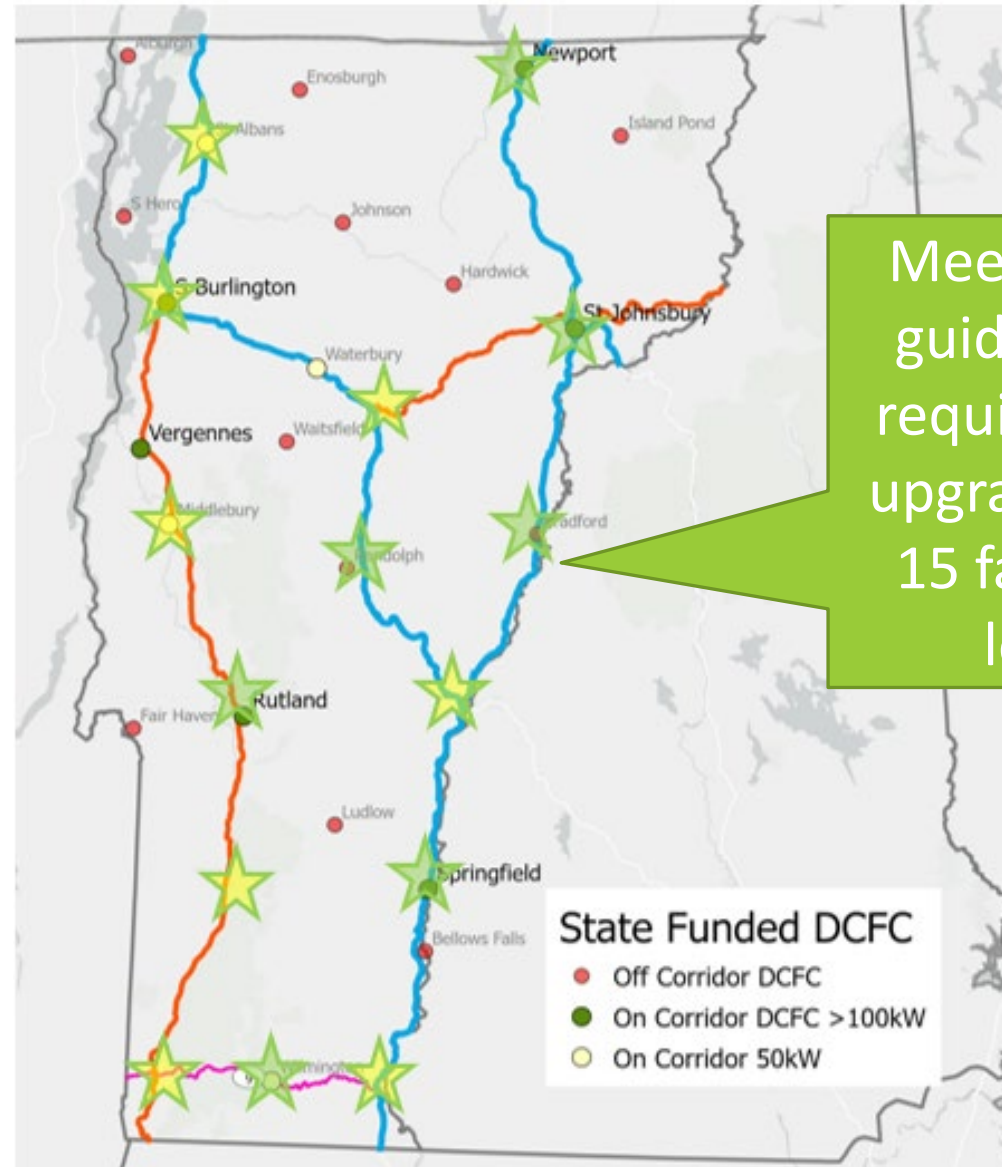 Alburgh
Newport
Enosburgh
St Albans
Island Pond
S Hero
Johnson
Hardwick
S Burlington
St Johnsbury
Waterbury
Vergennes
Waitsfield
Middlebury
Randolph
Bradford
Rutland
Fair Haven
Ludlow
Springfield
Bellows Falls
Wilmington
9
Mee
guid
requi
upgra
15 fa
l
State Funded DCFC
Off Corridor DCFC
On Corridor DCFC >100kW
On Corridor 50kW